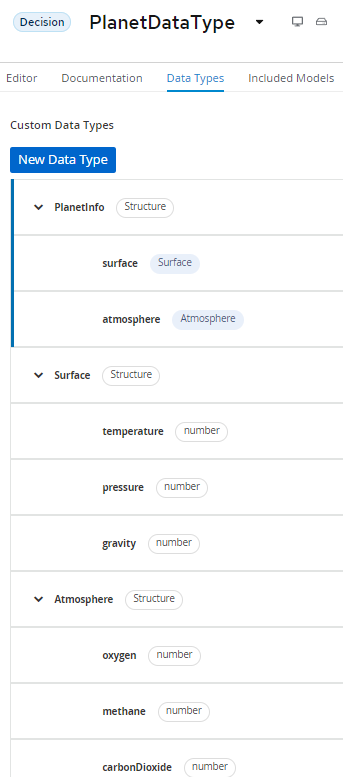 Decision PlanetDataType
Editor Documentation Data Types Included Models
Custom Data Types
New Data Type
PlanetInfo Structure
surface Surface
atmosphere Atmosphere
Surface Structure
temperature number
pressure number
gravity number
Atmosphere Structure
oxygen number
methane number
carbonDioxide number